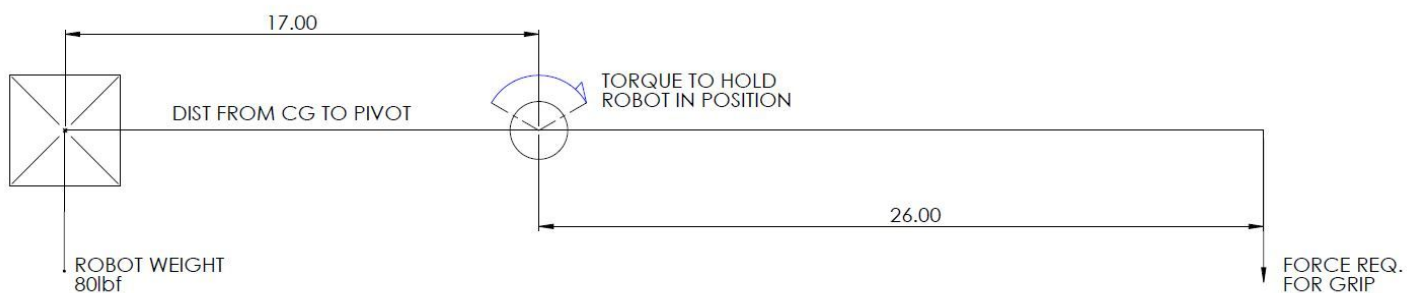 17.00
TORQUE TO HOLD
ROBOT IN POSITION
DIST FROM CG TO PIVOT
26.00
ROBOT WEIGHT
80lbf
FORCE REQ.
FOR GRIP